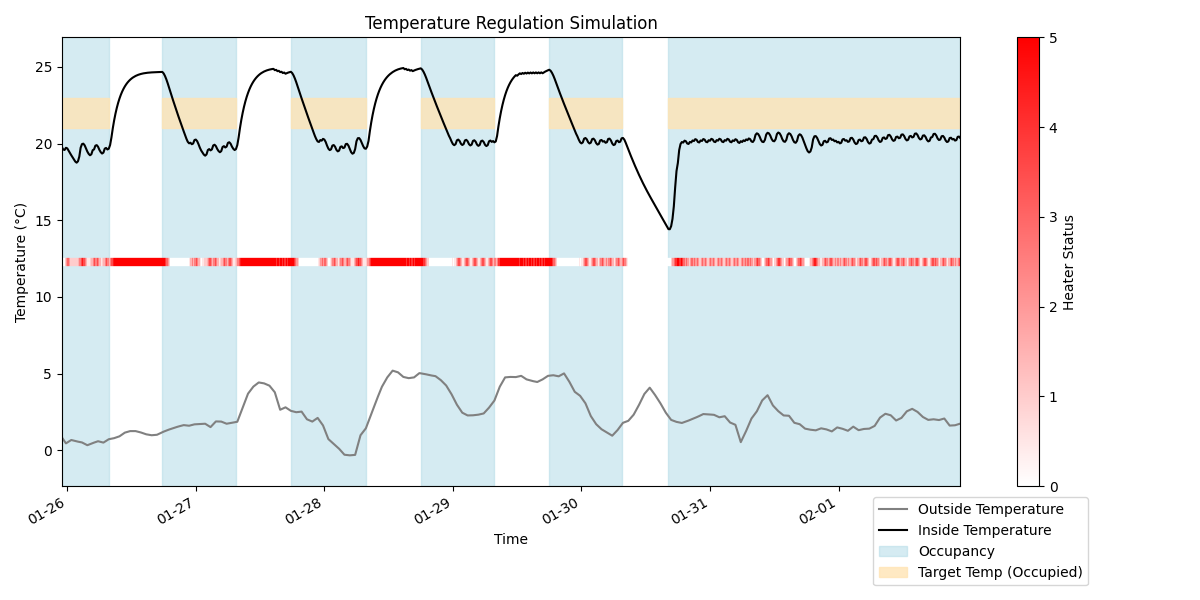 Temperature Regulation Simulation
25
20
15
10
5
0
Temperature (°C)
01-26
01-27
01-28
01-29
01-30
01-31
02-01
Time
5
4
3
2
1
0
Heater Status
Outside Temperature
Inside Temperature
Occupancy
Target Temp (Occupied)